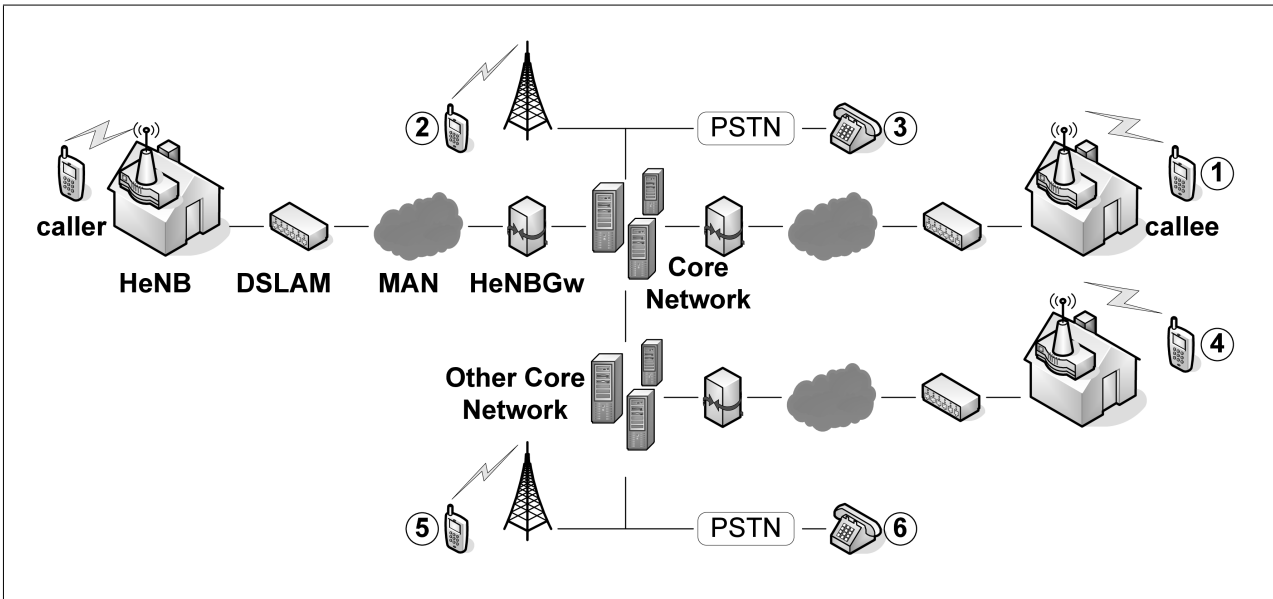 2
PSTN
3
1
caller
callee
HeNB
DSLAM
MAN
HeNBGw
Core
Network
4
Other Core
Network
5
PSTN
6